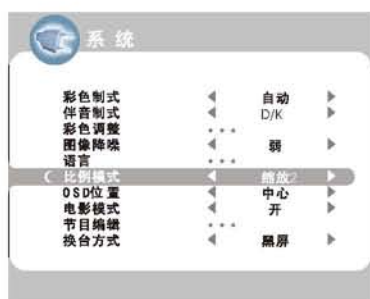 系统
彩色制式 自动
伴音制式 D/K
彩色调整
图像降噪 弱
语言
比例模式 缩放2
OSD位置 中心
电影模式 开
节目编辑
换台方式 黑屏